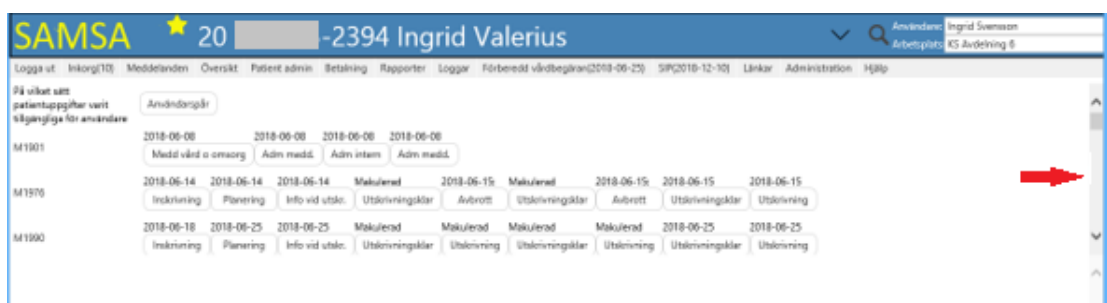 SAMSA 20 -2394 Ingrid Valerius
Användare: Ingrid Svensson
Arbetsplats: KS Avdelning 6
Logga ut Inkorg(10) Meddelanden Översikt Patient admin Betalning Rapporter Loggar Förberedd vårdbegäran(2018-06-25) SIP(2018-12-10) Länkar Administration Hjälp
På vilket sätt
patientuppgifter varit
tillgängliga för användare
Användarspår
2018-06-08 2018-06-08 2018-06-08 2018-06-08
M1901 Medd vård o omsorg Adm medd. Adm intern Adm medd.
2018-06-14 2018-06-14 2018-06-14 Makulerad 2018-06-15: Makulerad 2018-06-15: 2018-06-15 2018-06-15
M1976 Inskrivning Planering Info vid utskr. Utskrivningsklar Avbrott Utskrivningsklar Avbrott Utskrivningsklar Utskrivning
2018-06-18 2018-06-25 2018-06-25 Makulerad Makulerad Makulerad Makulerad 2018-06-25 2018-06-25
M1990 Inskrivning Planering Info vid utskr. Utskrivningsklar Utskrivning Utskrivningsklar Utskrivning Utskrivningsklar Utskrivning